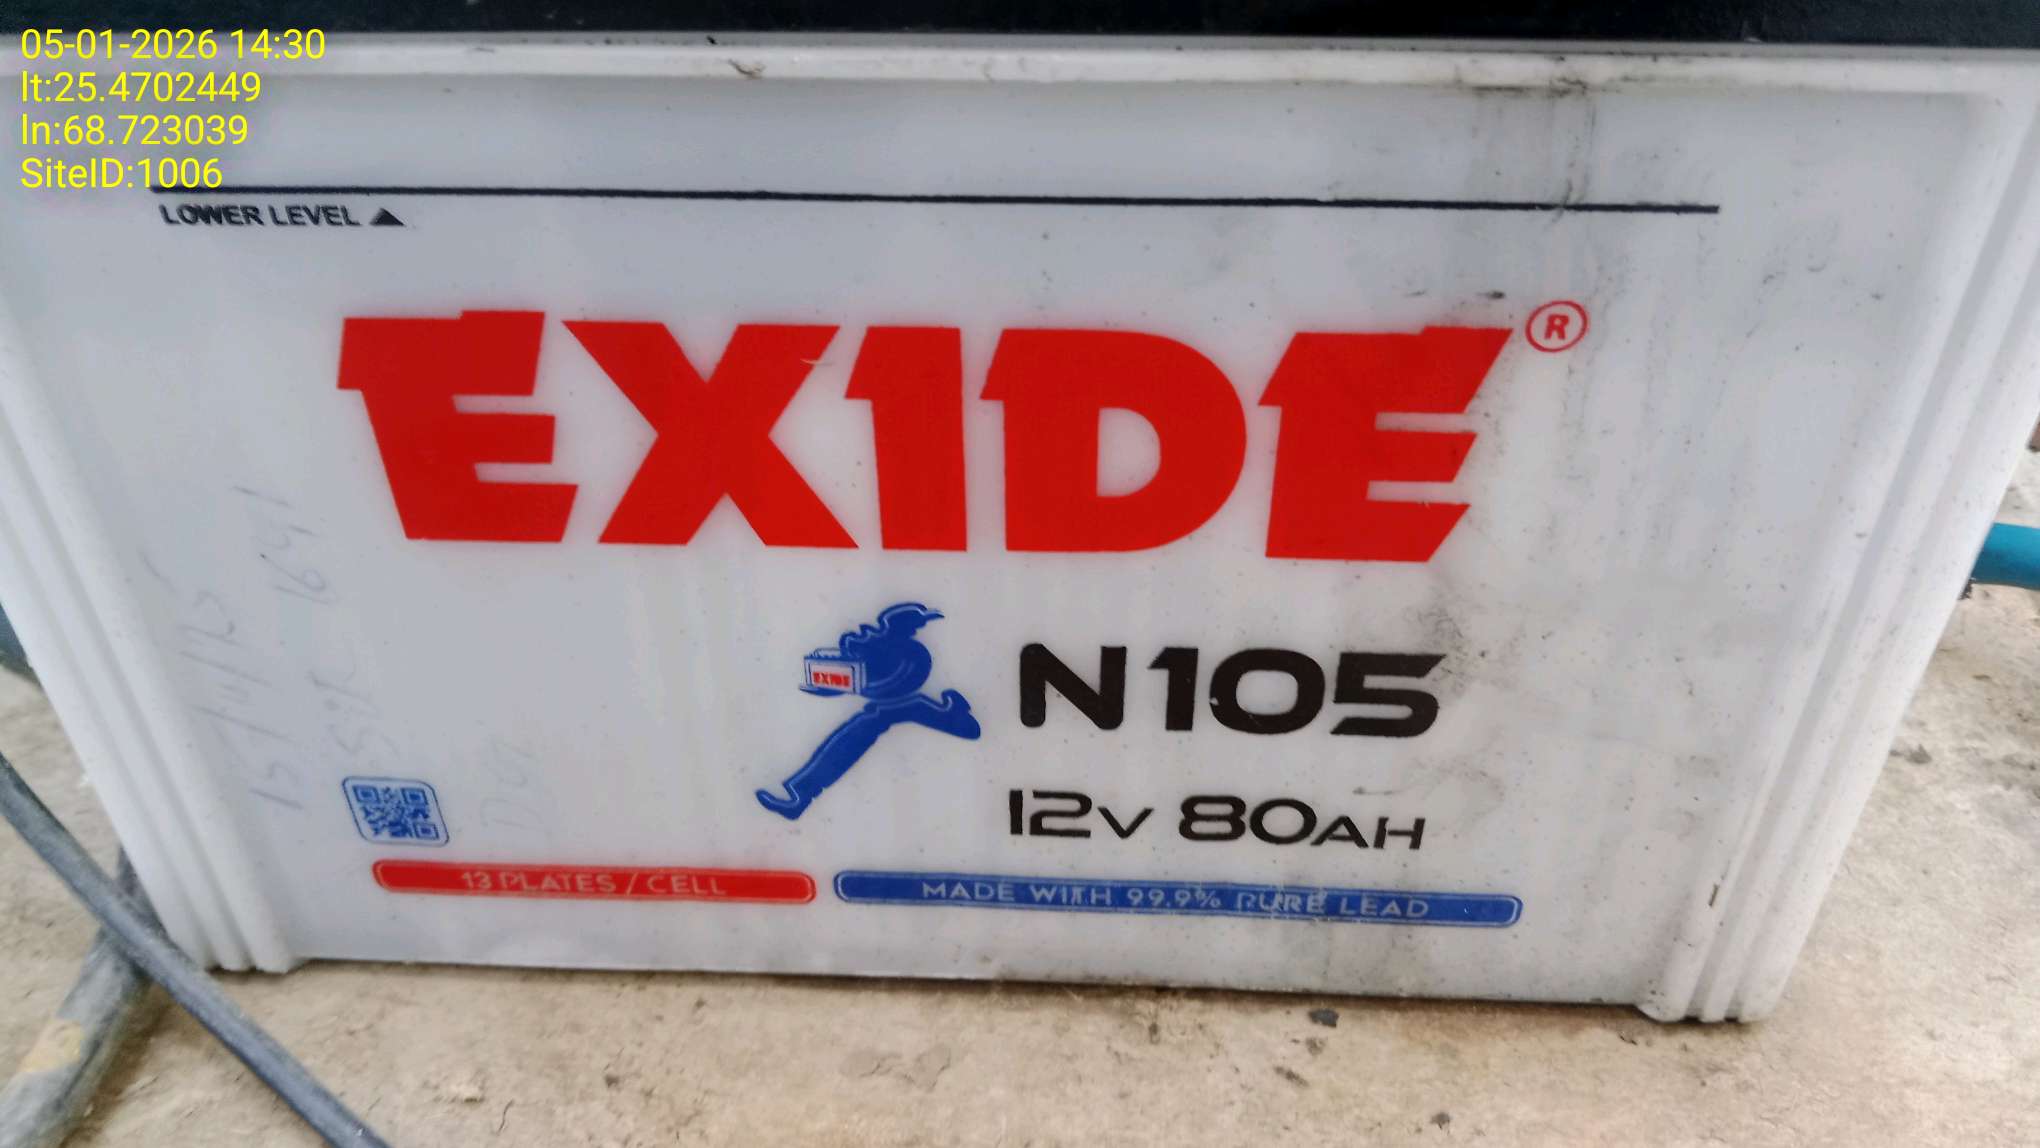 05-01-2026 14:30
lt:25.4702449
ln:68.723039
SiteID:1006
LOWER LEVEL ▲
EXIDE®
EXIDE
N105
12V 80AH
13 PLATES / CELL
MADE WITH 99.9% PURE LEAD